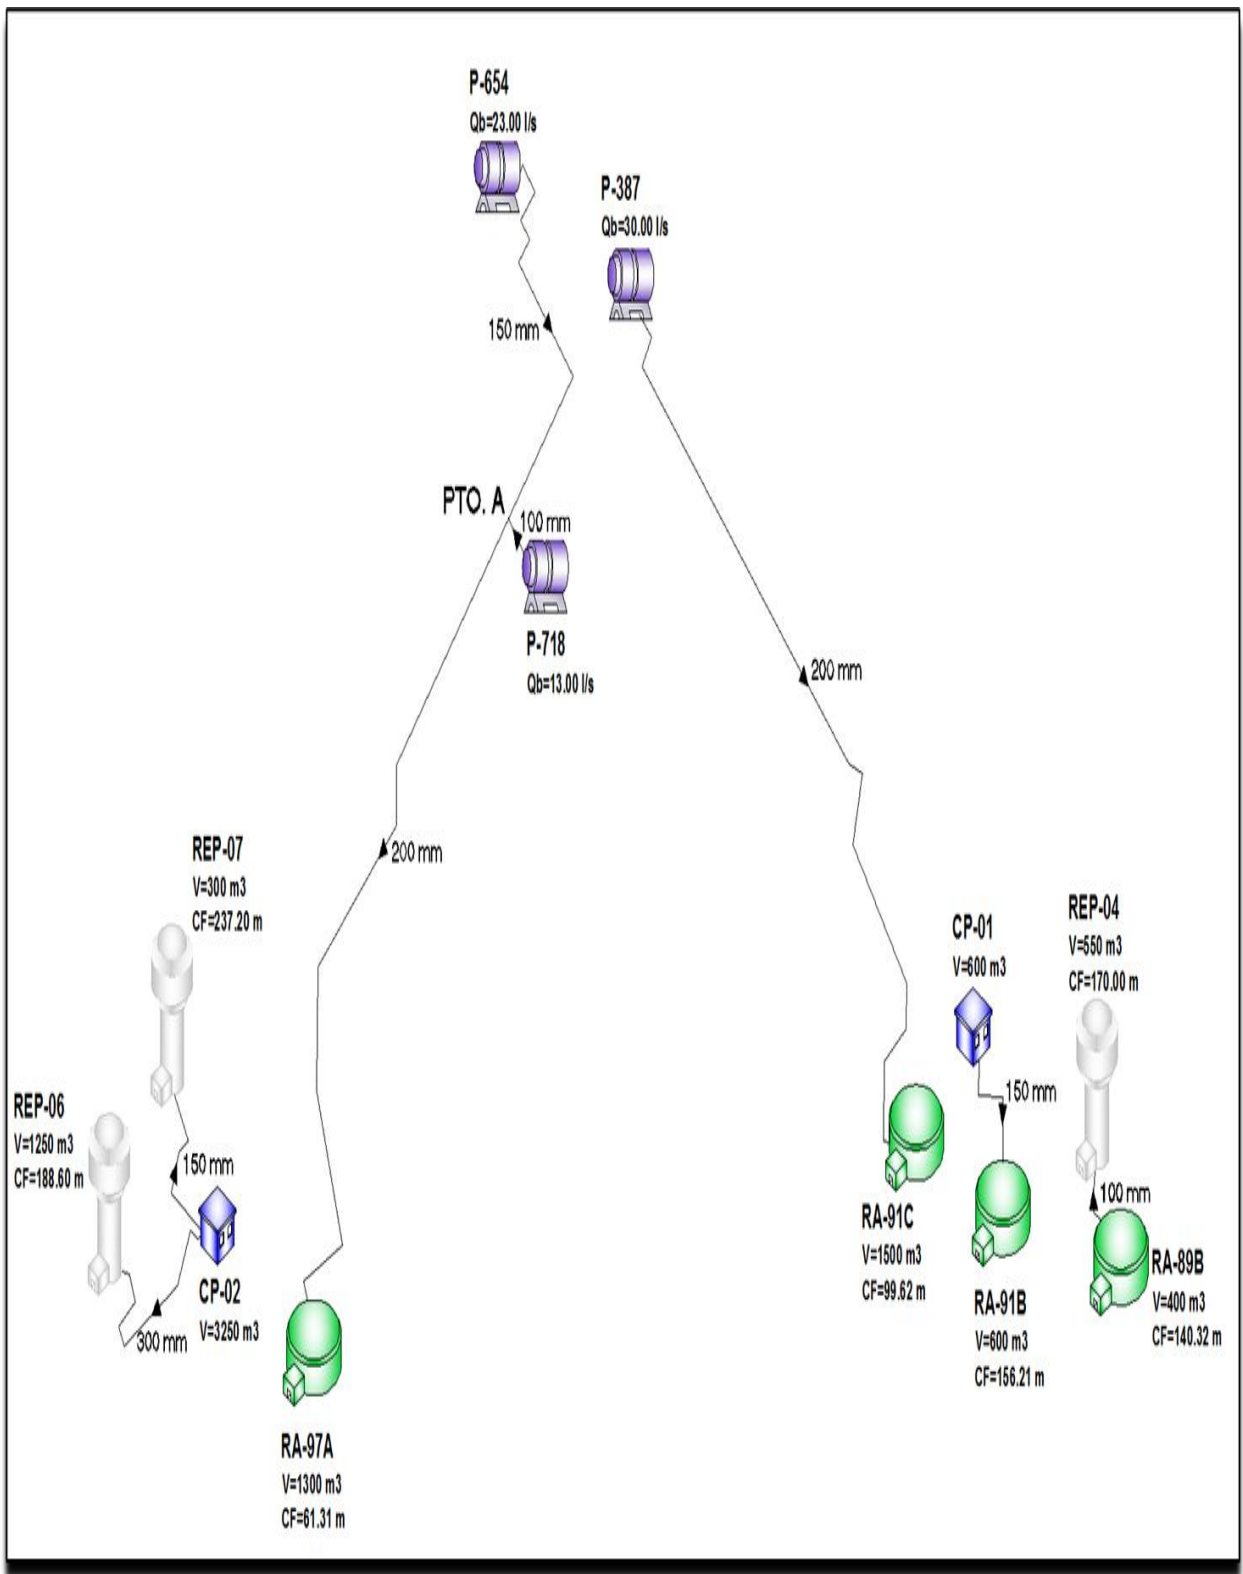 P-654
Qb=23.00 l/s
P-387
Qb=30.00 l/s
150 mm
PTO. A
100 mm
P-718
Qb=13.00 l/s
200 mm
200 mm
REP-07
V=300 m3
CF=237.20 m
REP-04
V=550 m3
CF=170.00 m
CP-01
V=600 m3
150 mm
REP-06
V=1250 m3
CF=188.60 m
150 mm
100 mm
RA-91C
V=1500 m3
CF=99.62 m
RA-89B
V=400 m3
CF=140.32 m
CP-02
V=3250 m3
300 mm
RA-91B
V=600 m3
CF=156.21 m
RA-97A
V=1300 m3
CF=61.31 m